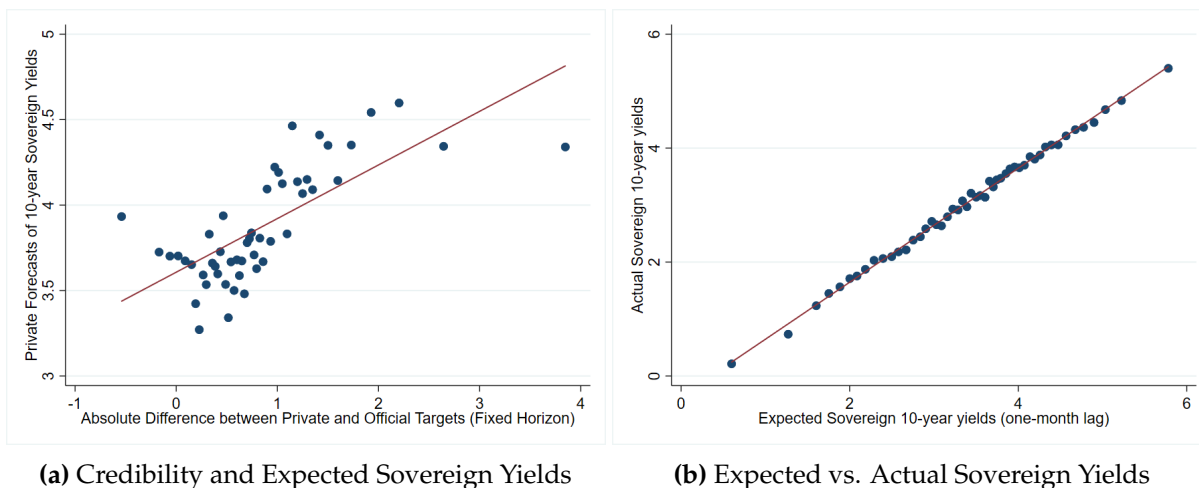 Private Forecasts of 10-year Sovereign Yields
5
4.5
4
3.5
3
-1 0 1 2 3 4
Absolute Difference between Private and Official Targets (Fixed Horizon)
(a) Credibility and Expected Sovereign Yields
Actual Sovereign 10-year yields
6
4
2
0
0 2 4 6
Expected Sovereign 10-year yields (one-month lag)
(b) Expected vs. Actual Sovereign Yields